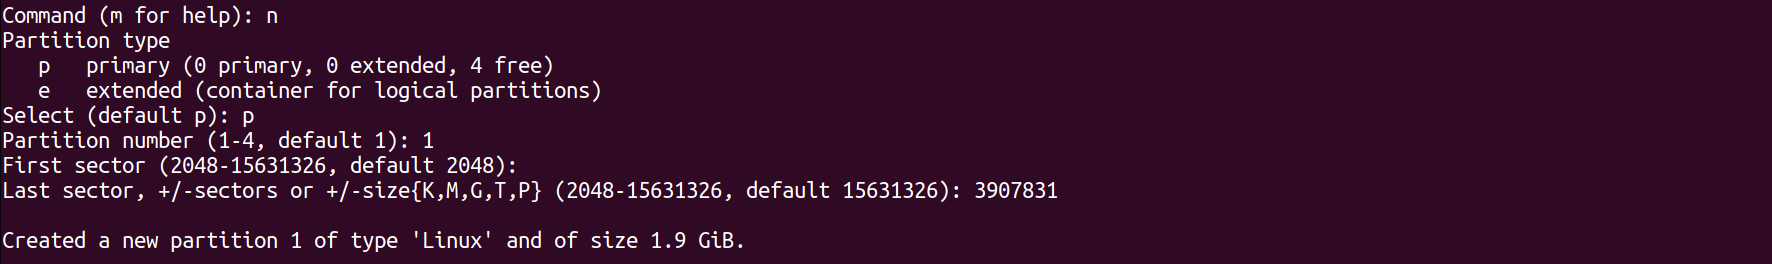 Command (m for help): n
Partition type
   p   primary (0 primary, 0 extended, 4 free)
   e   extended (container for logical partitions)
Select (default p): p
Partition number (1-4, default 1): 1
First sector (2048-15631326, default 2048):
Last sector, +/-sectors or +/-size{K,M,G,T,P} (2048-15631326, default 15631326): 3907831

Created a new partition 1 of type 'Linux' and of size 1.9 GiB.